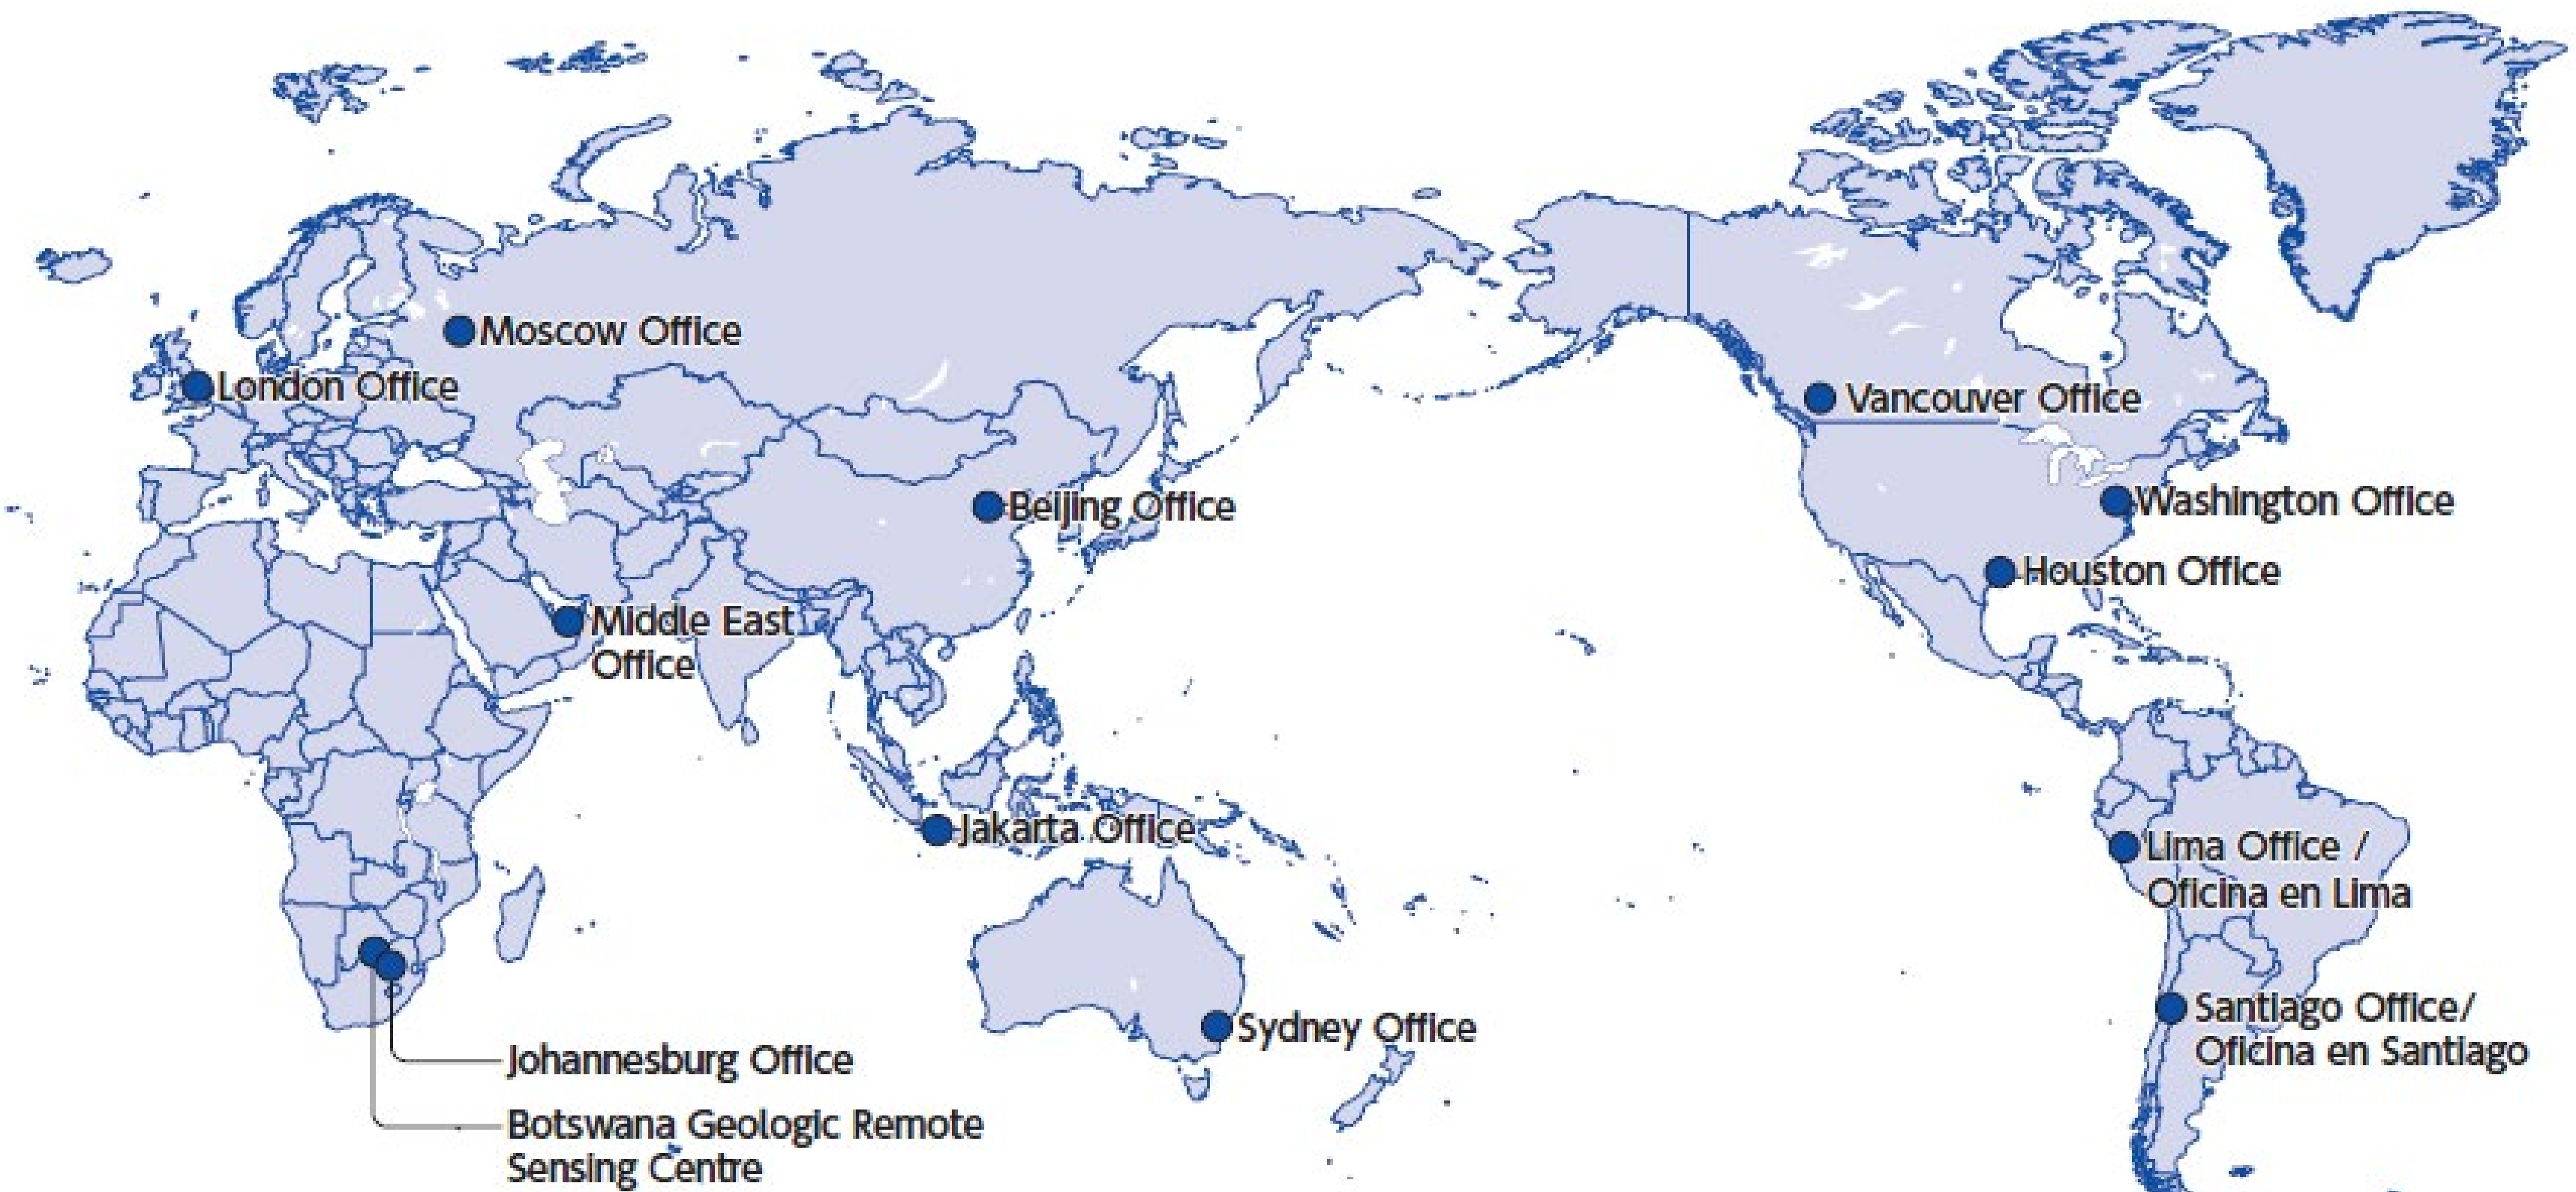 Moscow Office
London Office
Vancouver Office
Beijing Office
Washington Office
Houston Office
Middle East
Office
Jakarta Office
Lima Office /
Oficina en Lima
Sydney Office
Santiago Office/
Oficina en Santiago
Johannesburg Office
Botswana Geologic Remote
Sensing Centre